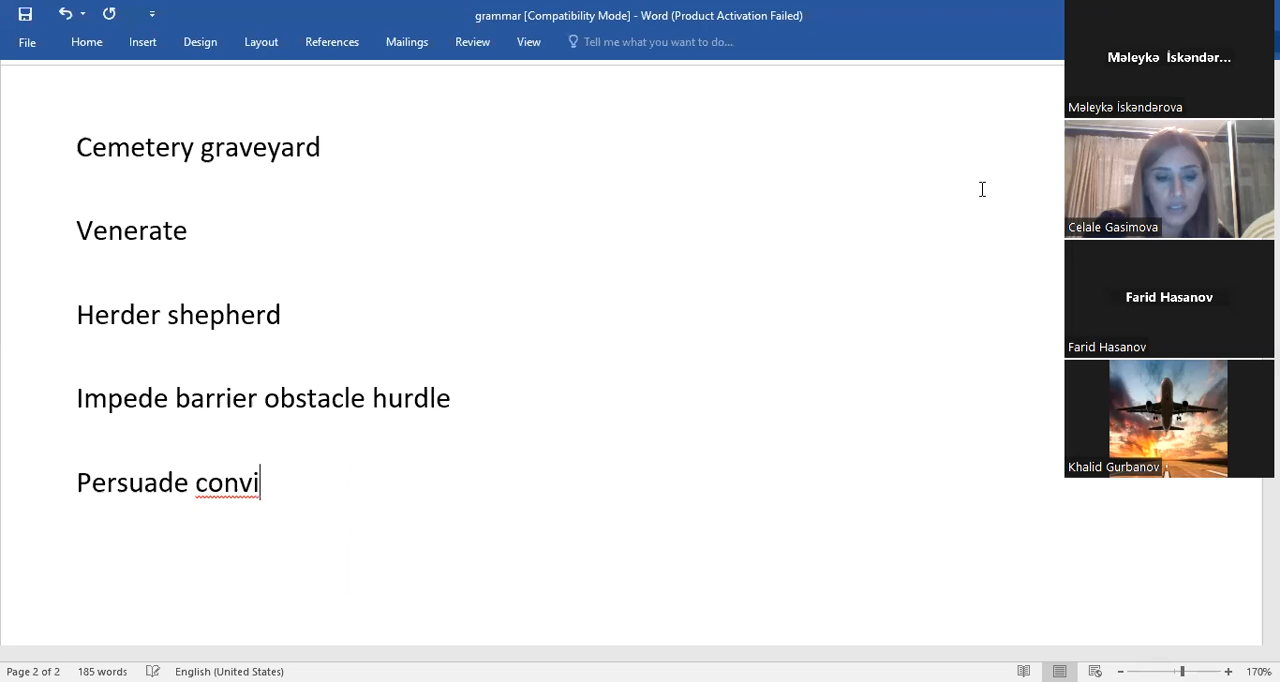 grammar [Compatibility Mode] - Word (Product Activation Failed)
File Home Insert Design Layout References Mailings Review View Tell me what you want to do...
Cemetery graveyard
Venerate
Herder shepherd
Impede barrier obstacle hurdle
Persuade convi
Məleykə İskəndər...
Məleykə İskəndərova
Celale Gasimova
Farid Hasanov
Farid Hasanov
Khalid Gurbanov
Page 2 of 2 185 words English (United States) 170%